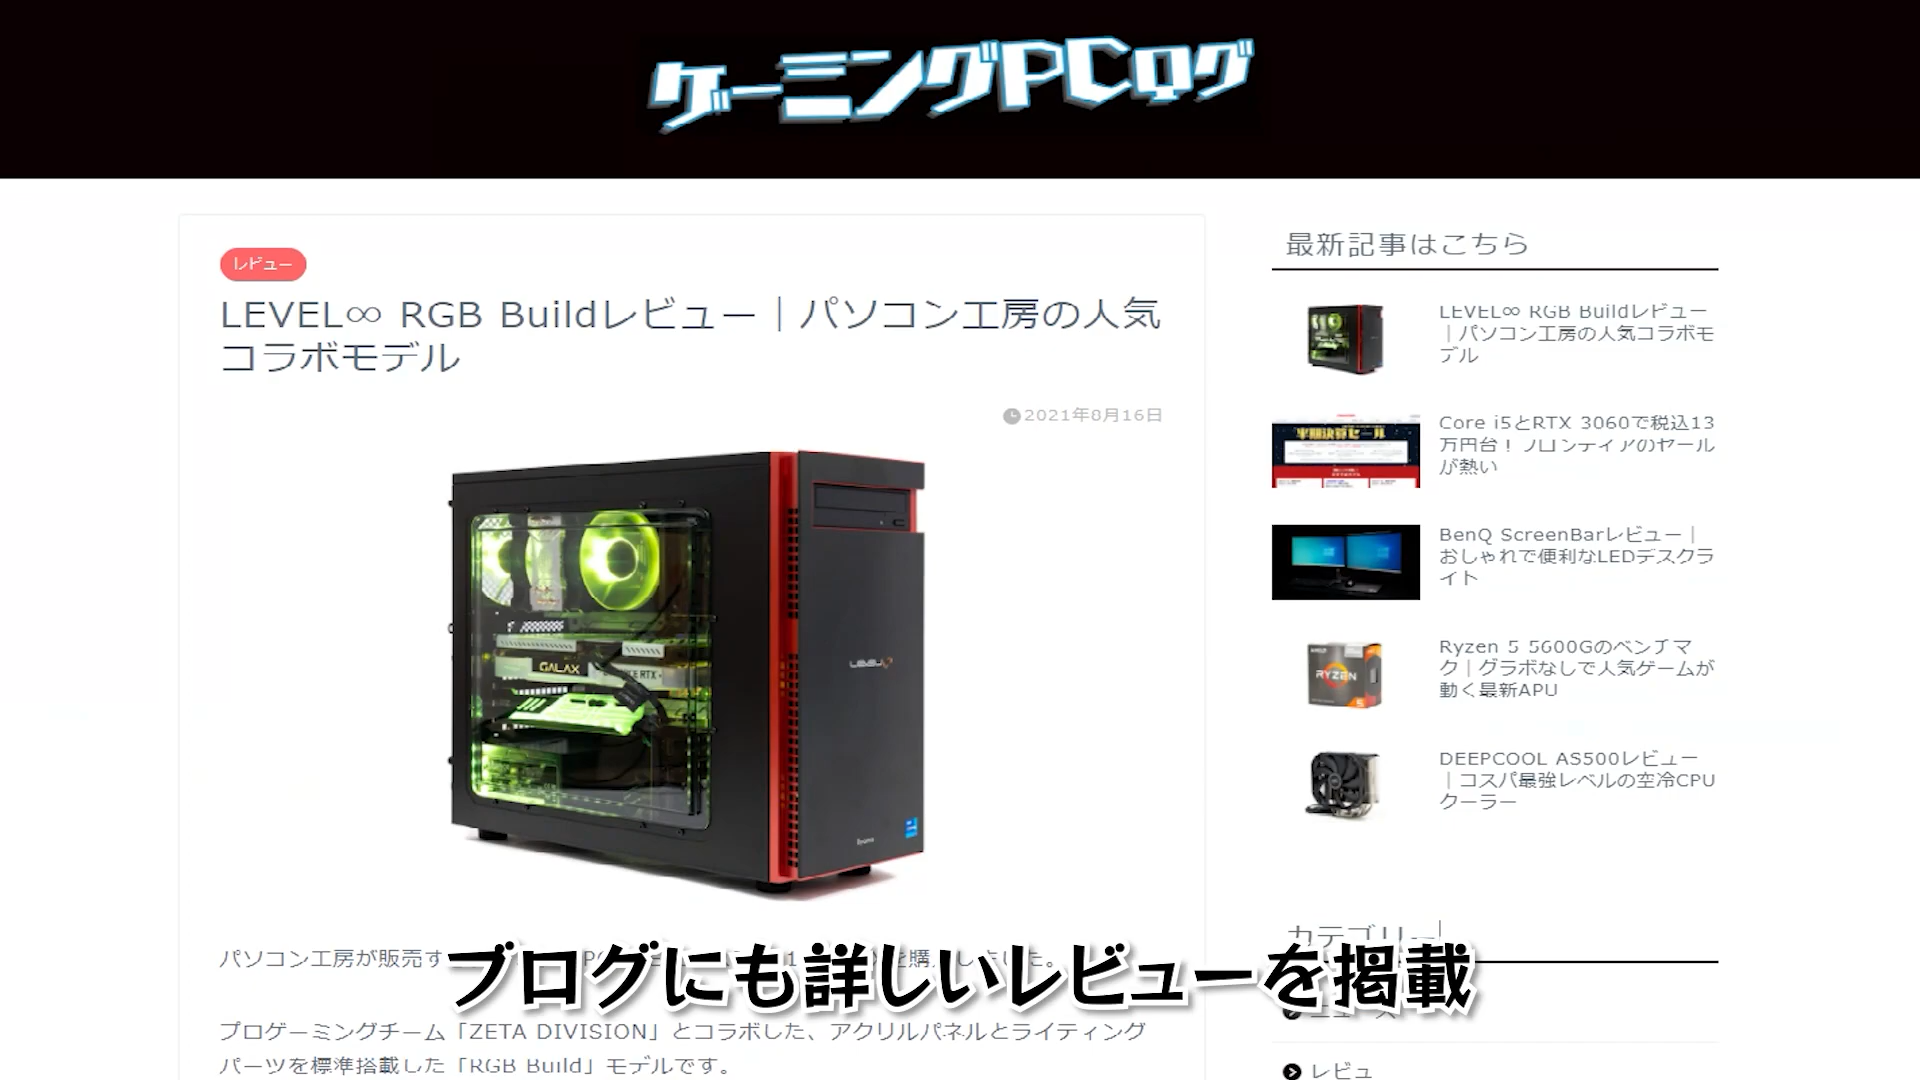 ゲーミングPCログ
レビュー
LEVEL∞ RGB Buildレビュー｜パソコン工房の人気
コラボモデル
2021年8月16日
GALAX
RTX
LEVEL∞
iiyama
パソコン工房が販売す
ブログにも詳しいレビューを掲載
プロゲーミングチーム「ZETA DIVISION」とコラボした、アクリルパネルとライティング
パーツを標準搭載した「RGB Build」モデルです。
最新記事はこちら
LEVEL∞ RGB Buildレビュー
｜パソコン工房の人気コラボモ
デル
半期決算セール
Core i5とRTX 3060で税込13
万円台！フロンティアのセール
が熱い
BenQ ScreenBarレビュー｜
おしゃれで便利なLEDデスクラ
イト
RYZEN
5
Ryzen 5 5600Gのベンチマ
ク｜グラボなしで人気ゲームが
動く最新APU
DEEPCOOL AS500レビュー
｜コスパ最強レベルの空冷CPU
クーラー
カテゴリー
ニュース
レビュ